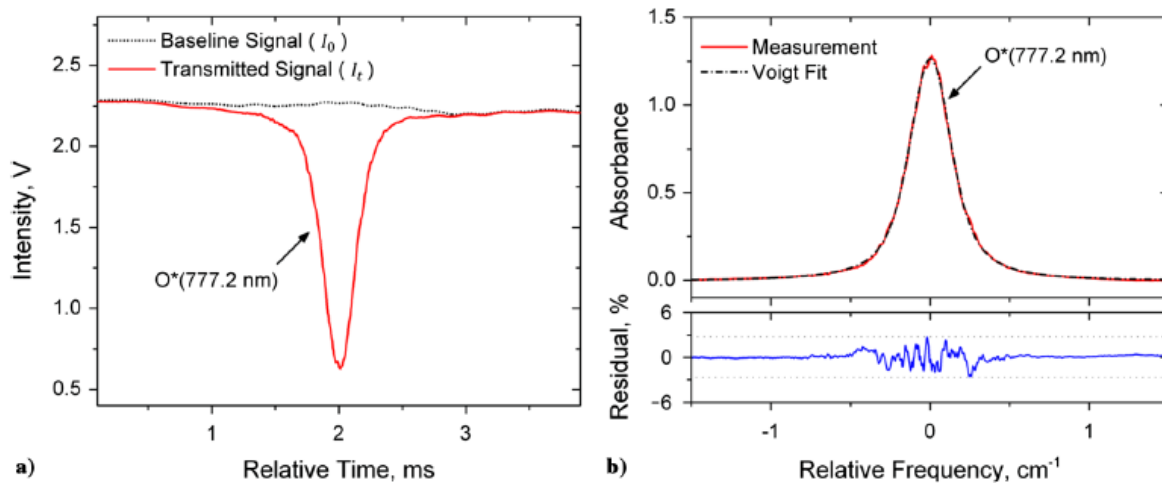 Baseline Signal ( I₀ )
Transmitted Signal ( Iₜ )
2.5
2.0
1.5
1.0
0.5
Intensity, V
O*(777.2 nm)
1
2
3
Relative Time, ms
a)
Measurement
Voigt Fit
O*(777.2 nm)
1.5
1.0
0.5
0.0
Absorbance
6
0
−6
Residual, %
-1
0
1
Relative Frequency, cm⁻¹
b)